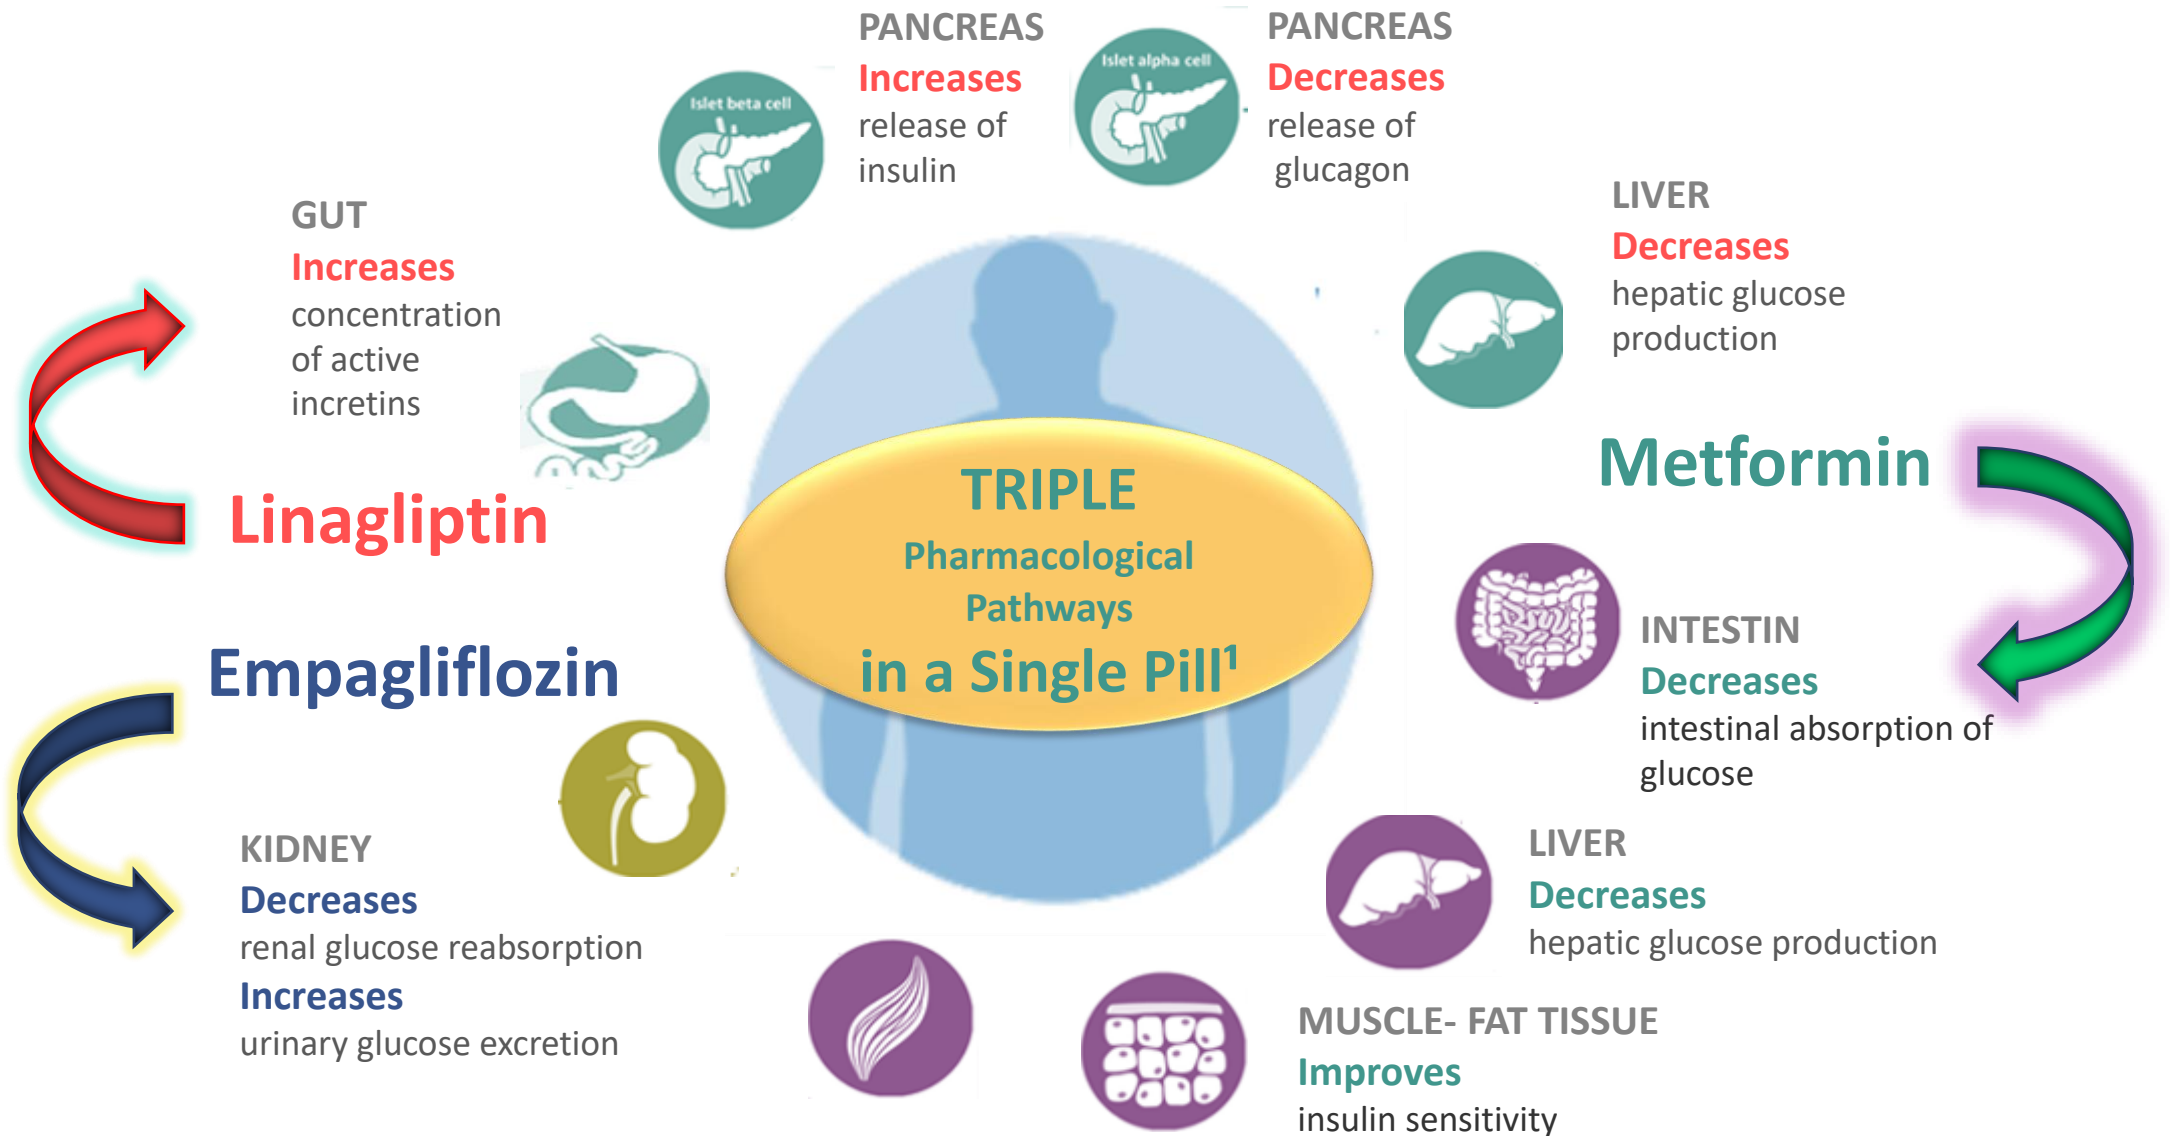 PANCREAS
Increases
release of
insulin
Islet beta cell
PANCREAS
Decreases
release of
glucagon
Islet alpha cell
GUT
Increases
concentration
of active
incretins
LIVER
Decreases
hepatic glucose
production
Linagliptin
Metformin
TRIPLE
Pharmacological
Pathways
in a Single Pill¹
Empagliflozin
INTESTIN
Decreases
intestinal absorption of
glucose
KIDNEY
Decreases
renal glucose reabsorption
Increases
urinary glucose excretion
LIVER
Decreases
hepatic glucose production
MUSCLE- FAT TISSUE
Improves
insulin sensitivity